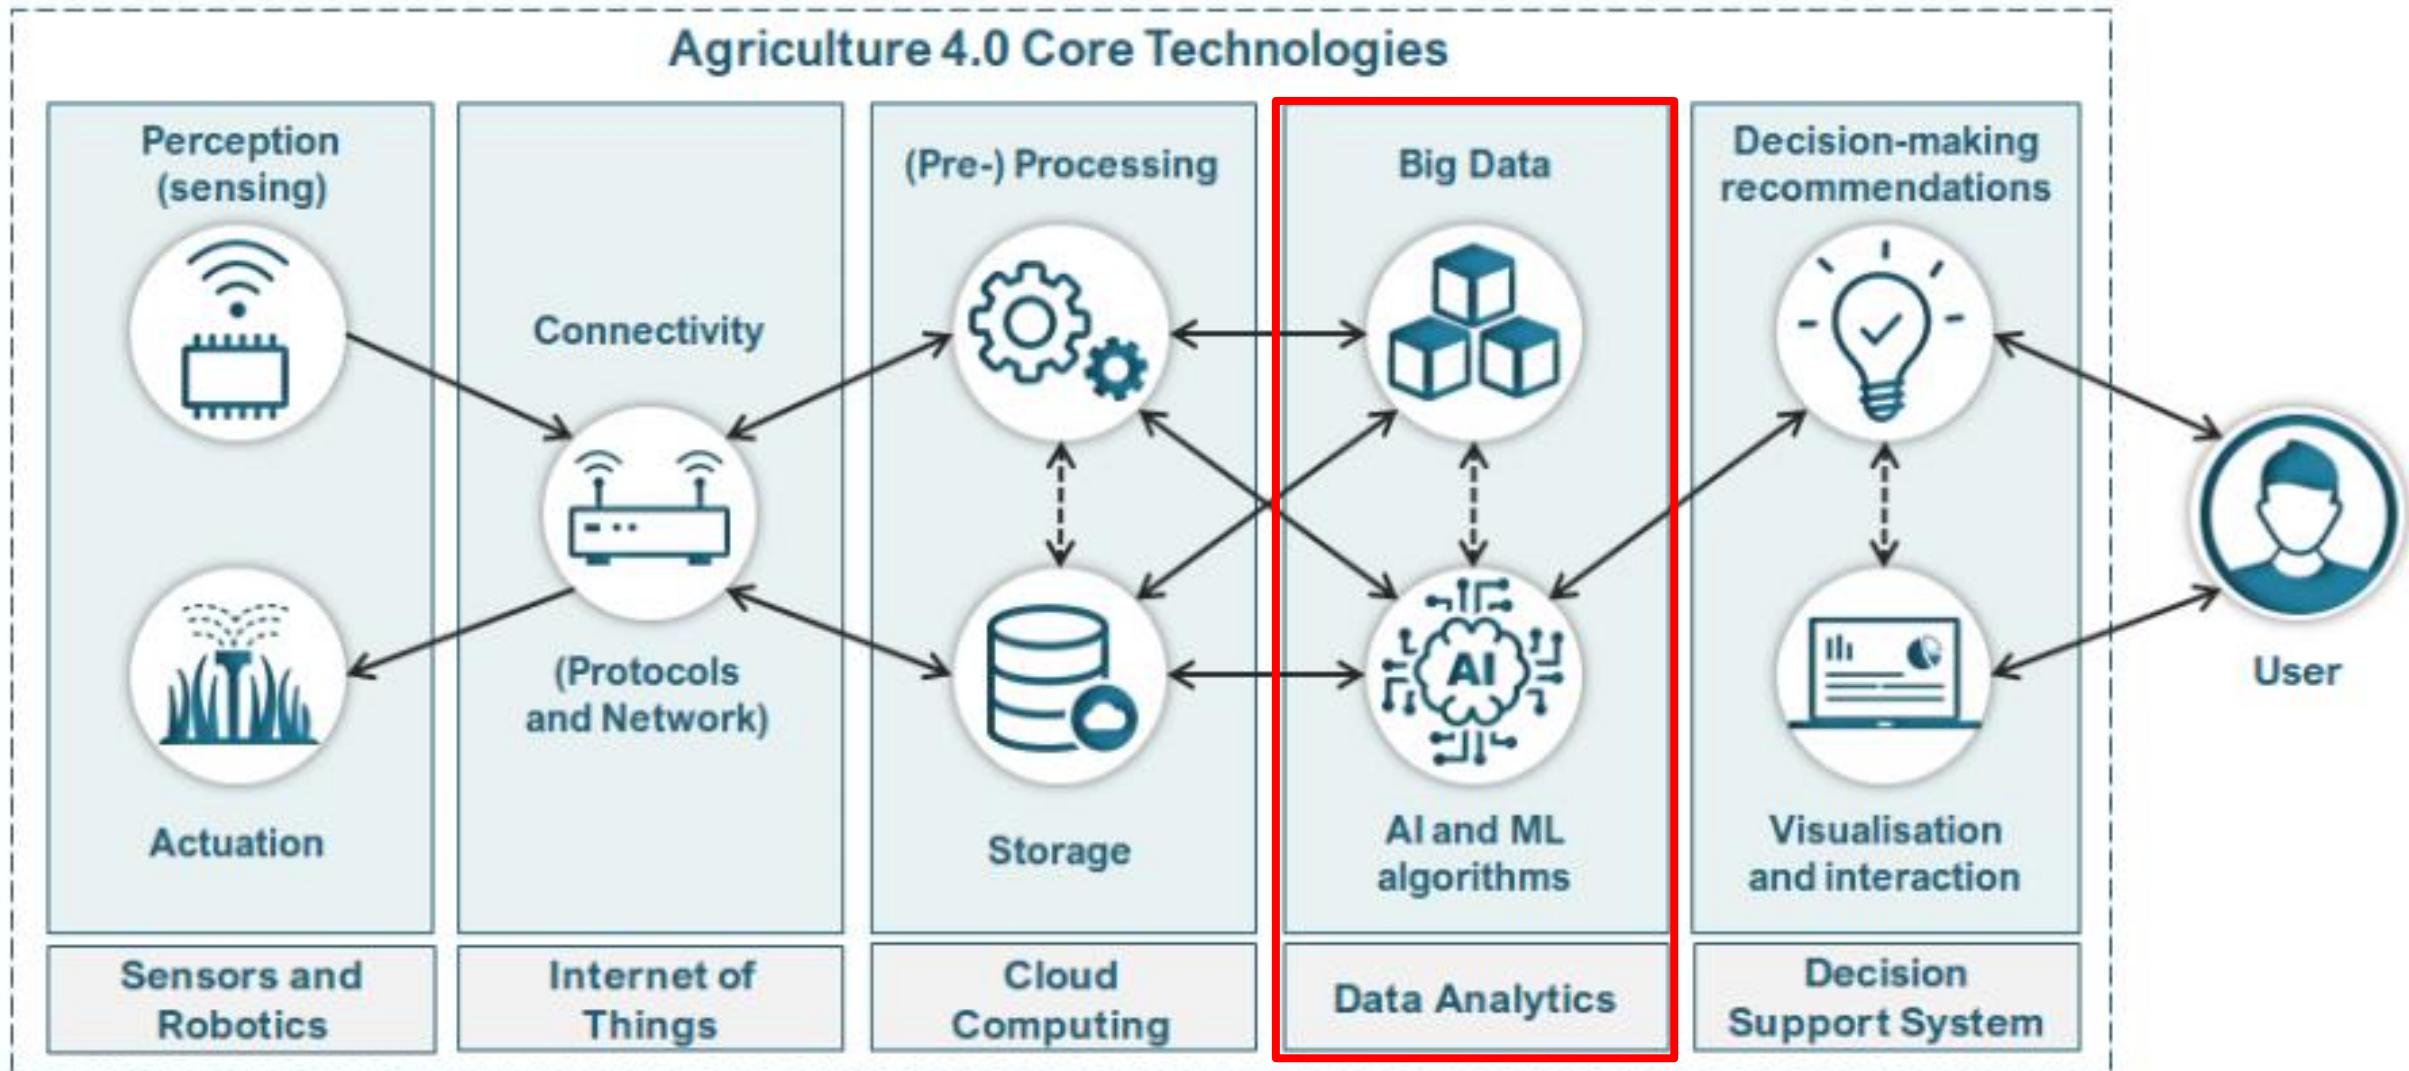 Agriculture 4.0 Core Technologies
Perception
(sensing)
Actuation
Sensors and
Robotics
Connectivity
(Protocols
and Network)
Internet of
Things
(Pre-) Processing
Storage
Cloud
Computing
Big Data
AI
AI and ML
algorithms
Data Analytics
Decision-making
recommendations
Visualisation
and interaction
Decision
Support System
User